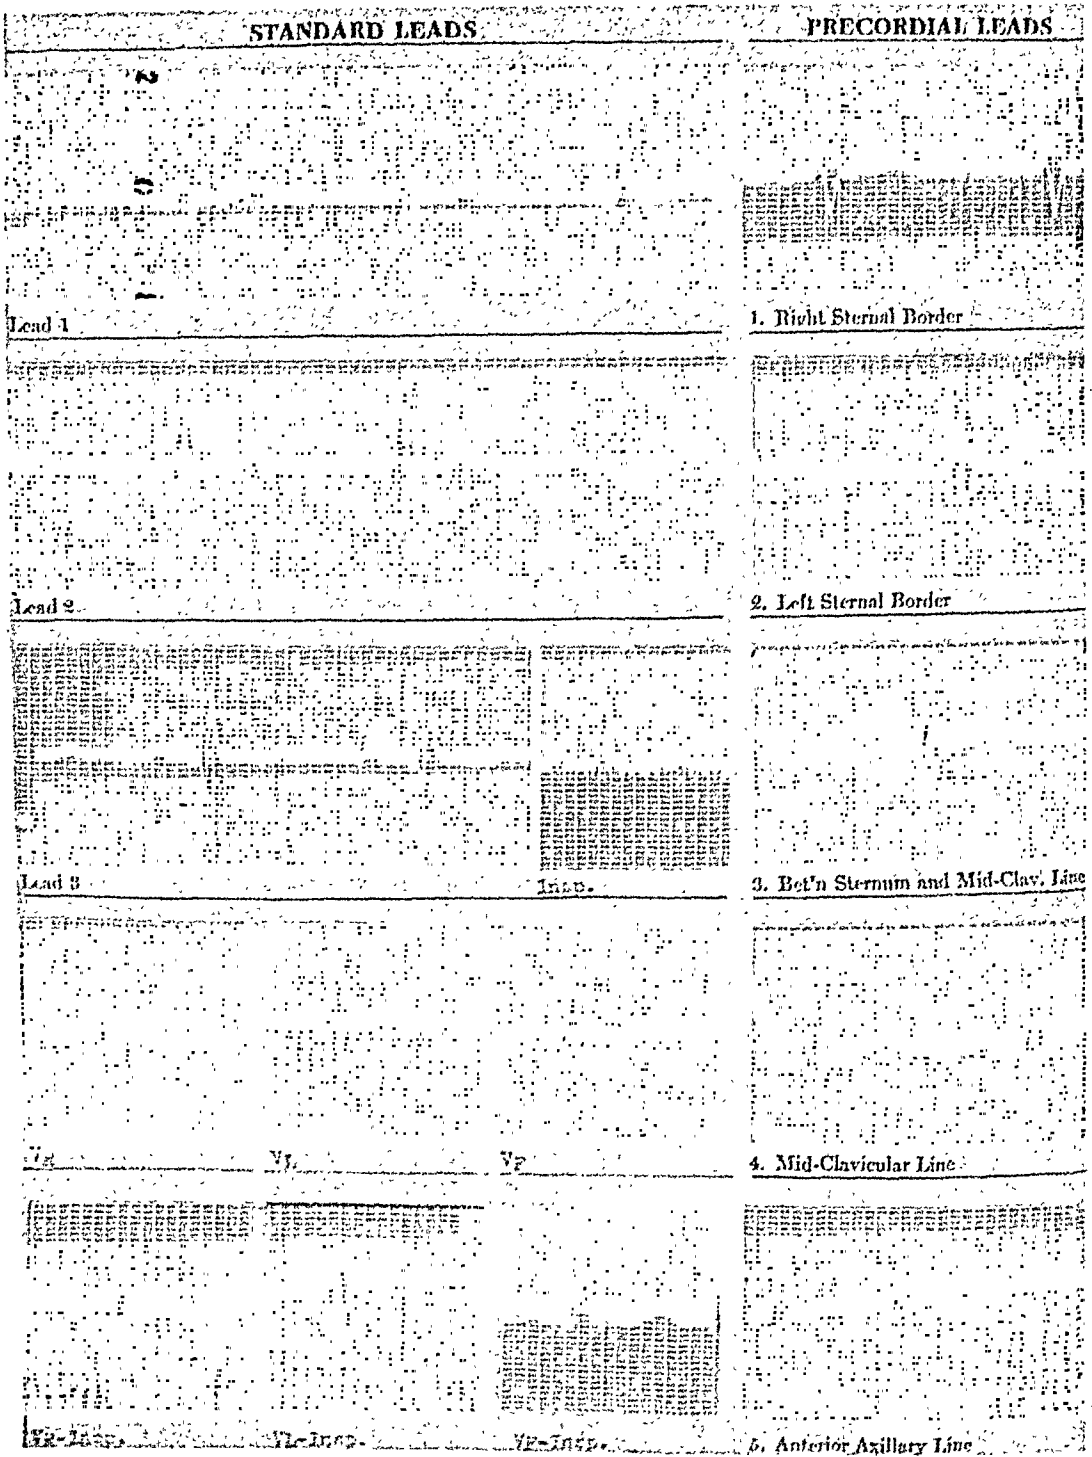 STANDARD LEADS
PRECORDIAL LEADS
Lead 1
1. Right Sternal Border
Lead 2
2. Left Sternal Border
Lead 3
Insp.
3. Bet'n Sternum and Mid-Clav. Line
VR
VL
VF
4. Mid-Clavicular Line
VR-Insp.
VL-Insp.
VF-Insp.
5. Anterior Axillary Line